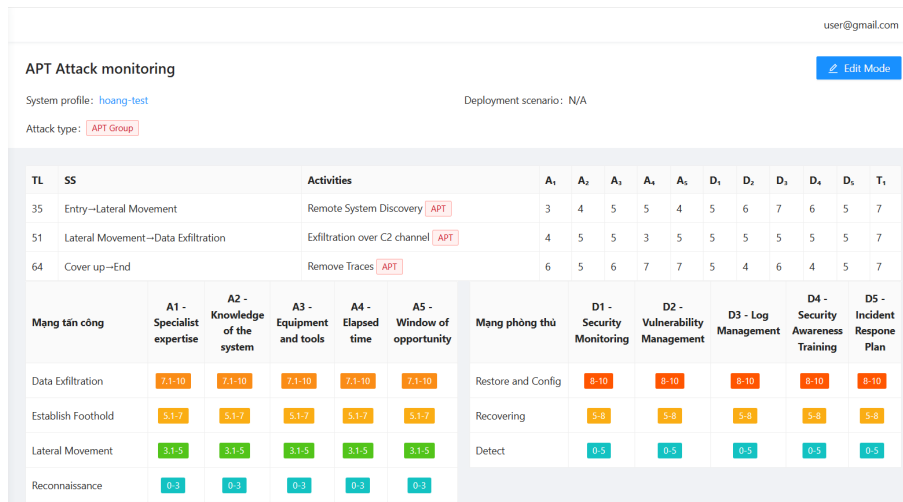 user@gmail.com
APT Attack monitoring
Edit Mode
System profile: hoang-test
Deployment scenario: N/A
Attack type: APT Group
TL SS Activities A₁ A₂ A₃ A₄ A₅ D₁ D₂ D₃ D₄ D₅ T₁
35 Entry→Lateral Movement Remote System Discovery APT 3 4 5 5 4 5 6 7 6 5 7
51 Lateral Movement→Data Exfiltration Exfiltration over C2 channel APT 4 5 5 3 5 5 5 5 5 5 7
64 Cover up→End Remove Traces APT 6 5 6 7 7 5 4 6 4 5 7
Mạng tấn công
A1 -
Specialist
expertise
A2 -
Knowledge
of the
system
A3 -
Equipment
and tools
A4 -
Elapsed
time
A5 -
Window of
opportunity
Data Exfiltration 7.1-10 7.1-10 7.1-10 7.1-10 7.1-10
Establish Foothold 5.1-7 5.1-7 5.1-7 5.1-7 5.1-7
Lateral Movement 3.1-5 3.1-5 3.1-5 3.1-5 3.1-5
Reconnaissance 0-3 0-3 0-3 0-3 0-3
Mạng phòng thủ
D1 -
Security
Monitoring
D2 -
Vulnerability
Management
D3 - Log
Management
D4 -
Security
Awareness
Training
D5 -
Incident
Respone
Plan
Restore and Config 8-10 8-10 8-10 8-10 8-10
Recovering 5-8 5-8 5-8 5-8 5-8
Detect 0-5 0-5 0-5 0-5 0-5